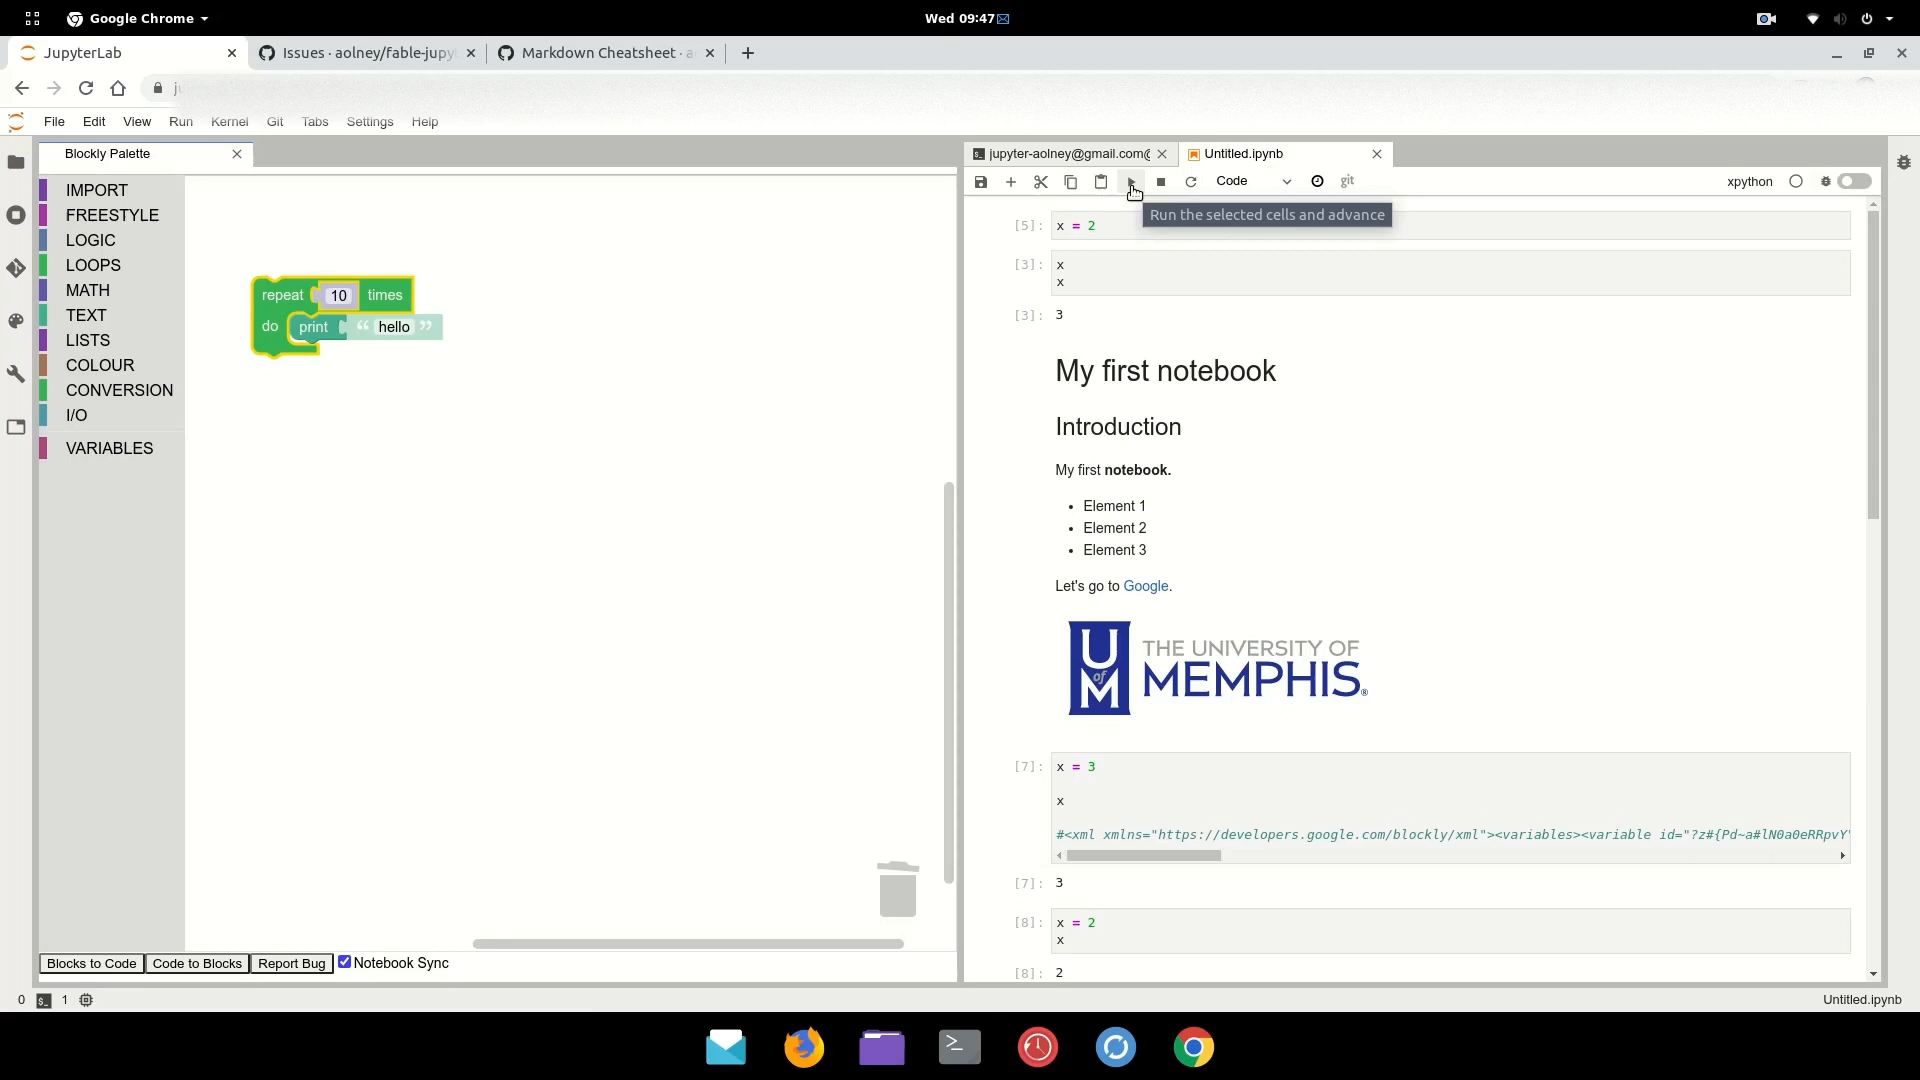 Google Chrome
Wed 09:47
JupyterLab
Issues · aolney/fable-jupyt
Markdown Cheatsheet · a
File Edit View Run Kernel Git Tabs Settings Help
Blockly Palette
jupyter-aolney@gmail.com@
Untitled.ipynb
Code
git
xpython
Run the selected cells and advance
IMPORT
FREESTYLE
LOGIC
LOOPS
MATH
TEXT
LISTS
COLOUR
CONVERSION
I/O
VARIABLES
repeat 10 times
do print “ hello ”
[5]: x = 2
[3]: x
x
[3]: 3
My first notebook
Introduction
My first notebook.
• Element 1
• Element 2
• Element 3
Let's go to Google.
U of M
THE UNIVERSITY OF
MEMPHIS®
[7]: x = 3
x
#<xml xmlns="https://developers.google.com/blockly/xml"><variables><variable id="?z#{Pd~a#lN0a0eRRpvY
[7]: 3
[8]: x = 2
x
[8]: 2
Blocks to Code
Code to Blocks
Report Bug
Notebook Sync
0 $_ 1
Untitled.ipynb